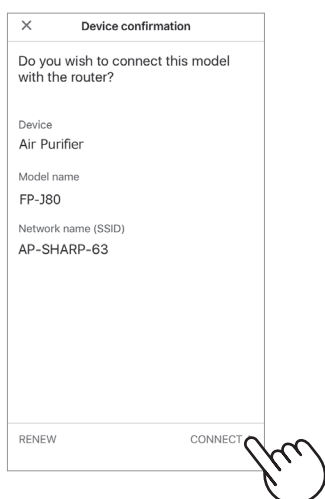 × Device confirmation
Do you wish to connect this model
with the router?
Device
Air Purifier
Model name
FP-J80
Network name (SSID)
AP-SHARP-63
RENEW CONNECT